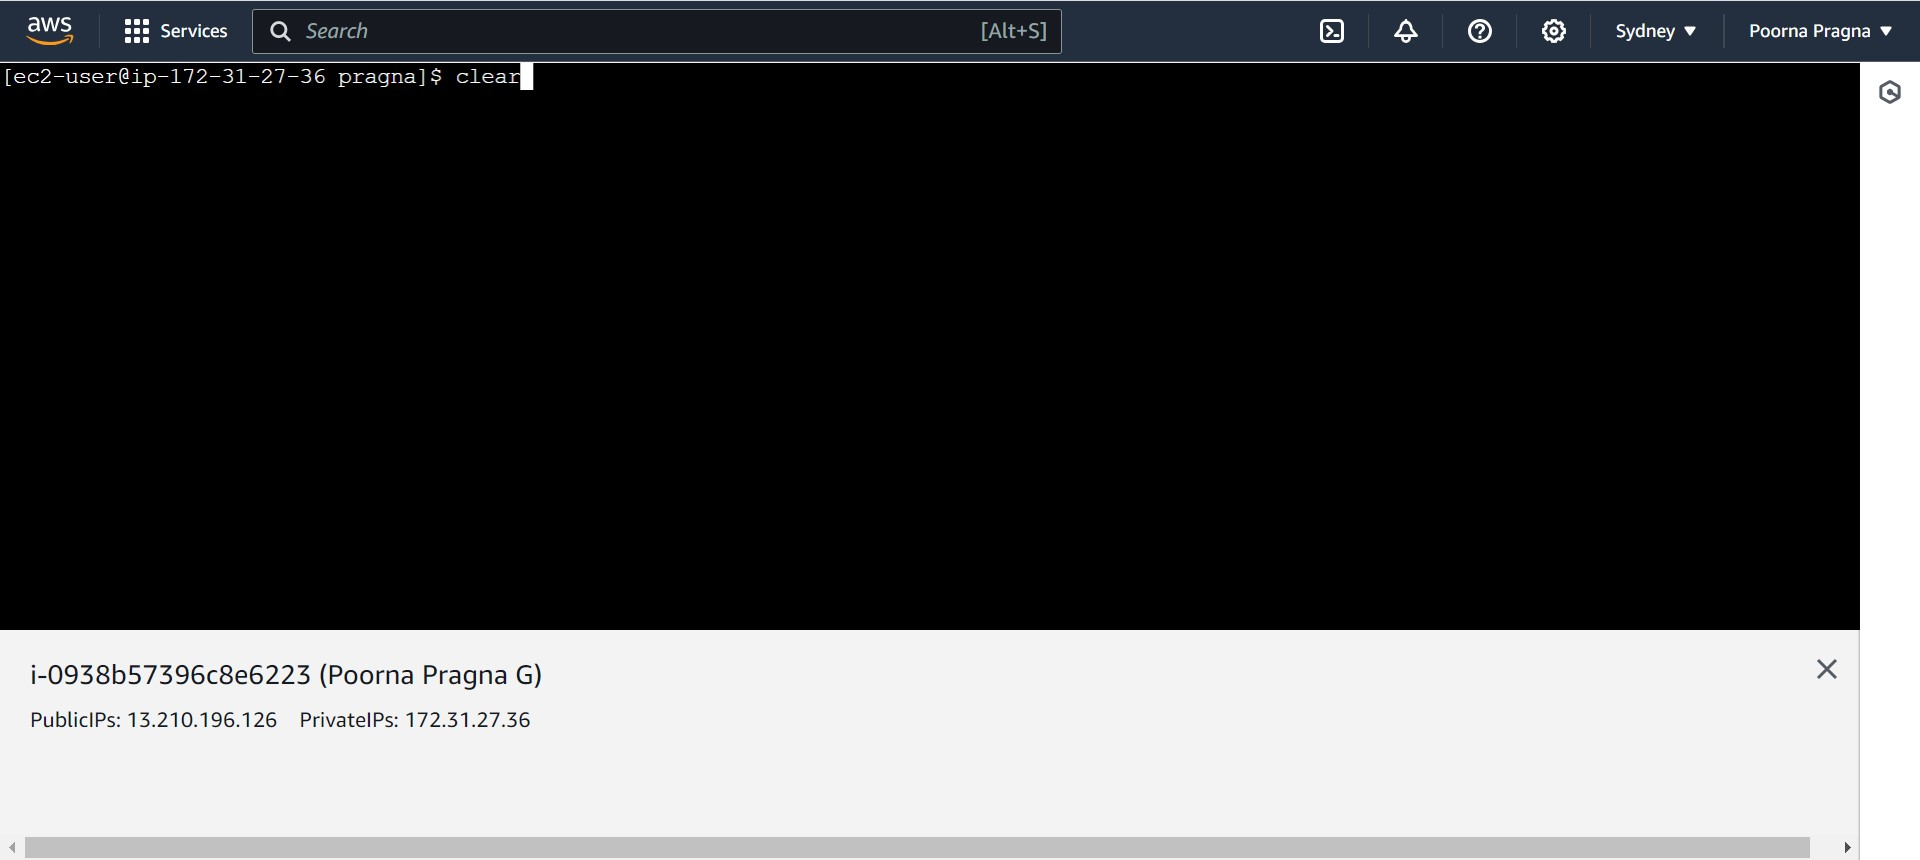 aws Services Search [Alt+S] Sydney ▼ Poorna Pragna ▼
[ec2-user@ip-172-31-27-36 pragna]$ clear
i-0938b57396c8e6223 (Poorna Pragna G)
PublicIPs: 13.210.196.126 PrivateIPs: 172.31.27.36